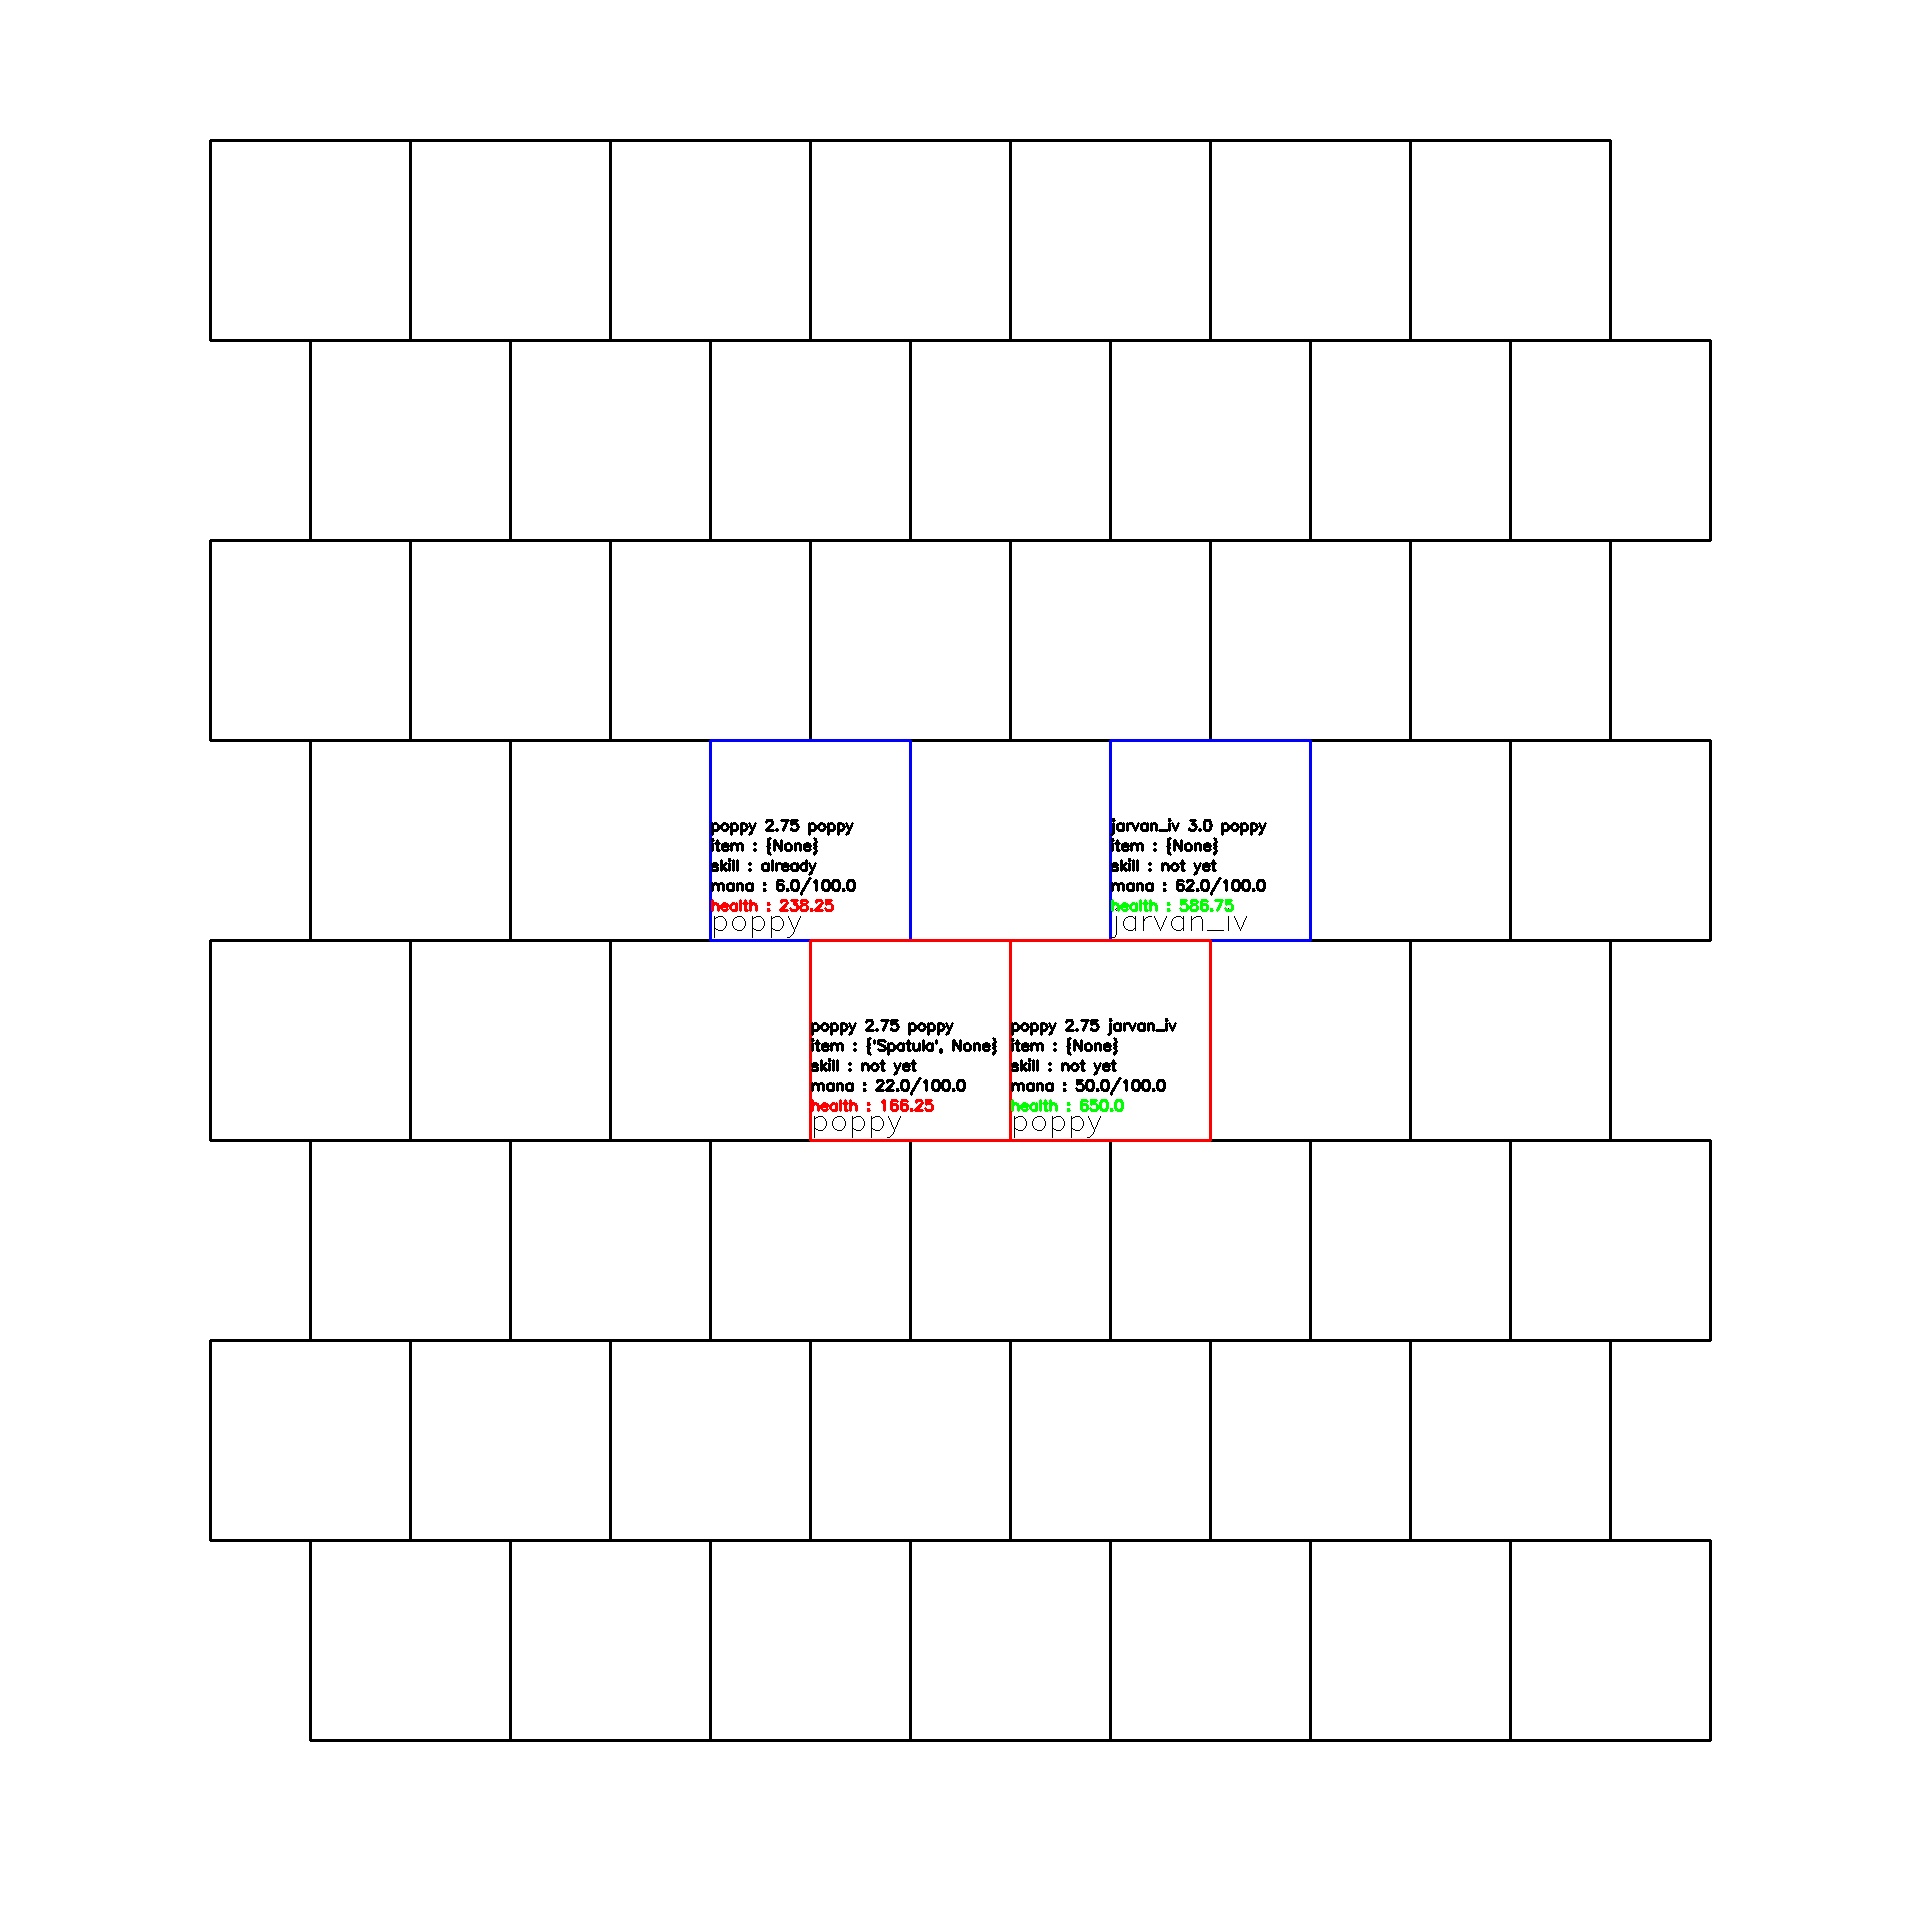 poppy 2.75 poppy
item : {None}
skill : already
mana : 6.0/100.0
health : 238.25
poppy
jarvan_iv 3.0 poppy
item : {None}
skill : not yet
mana : 62.0/100.0
health : 586.75
jarvan_iv
poppy 2.75 poppy
item : {'Spatula', None}
skill : not yet
mana : 22.0/100.0
health : 166.25
poppy
poppy 2.75 jarvan_iv
item : {None}
skill : not yet
mana : 50.0/100.0
health : 650.0
poppy